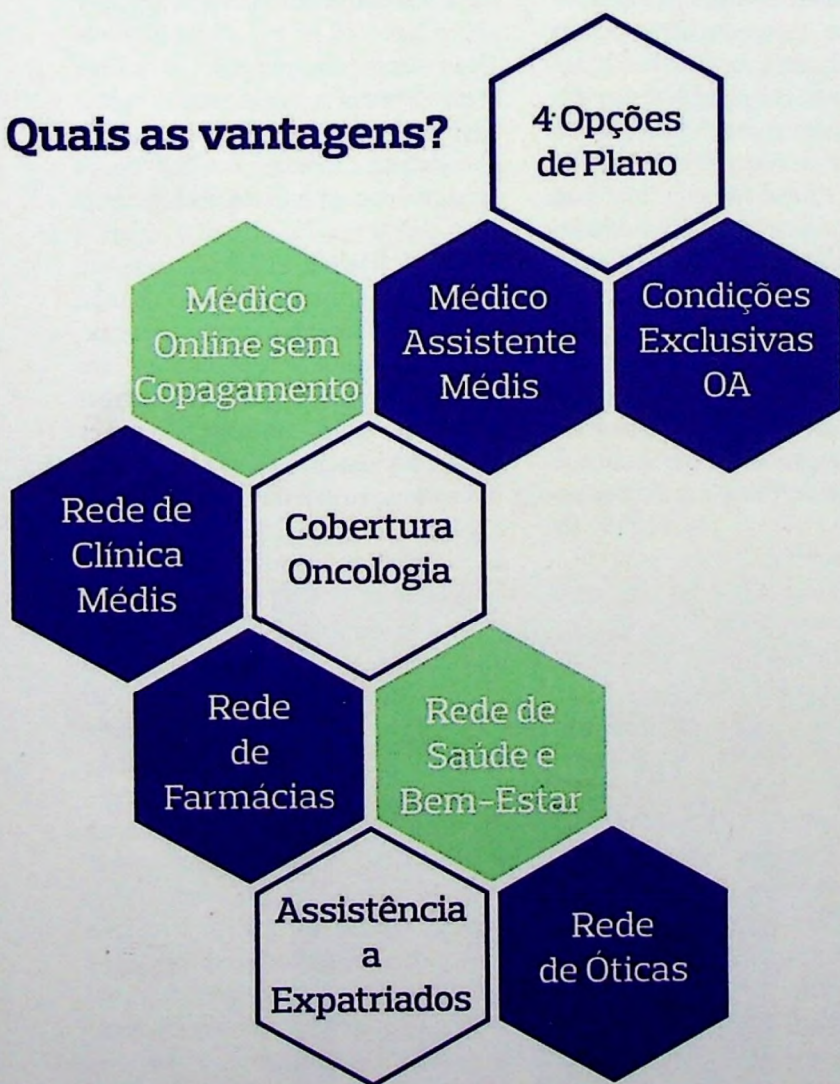 Quais as vantagens?
4 Opções
de Plano
Médico
Online sem
Copagamento
Médico
Assistente
Médis
Condições
Exclusivas
OA
Rede de
Clínica
Médis
Cobertura
Oncologia
Rede
de
Farmácias
Rede de
Saúde e
Bem-Estar
Assistência
a
Expatriados
Rede
de Óticas